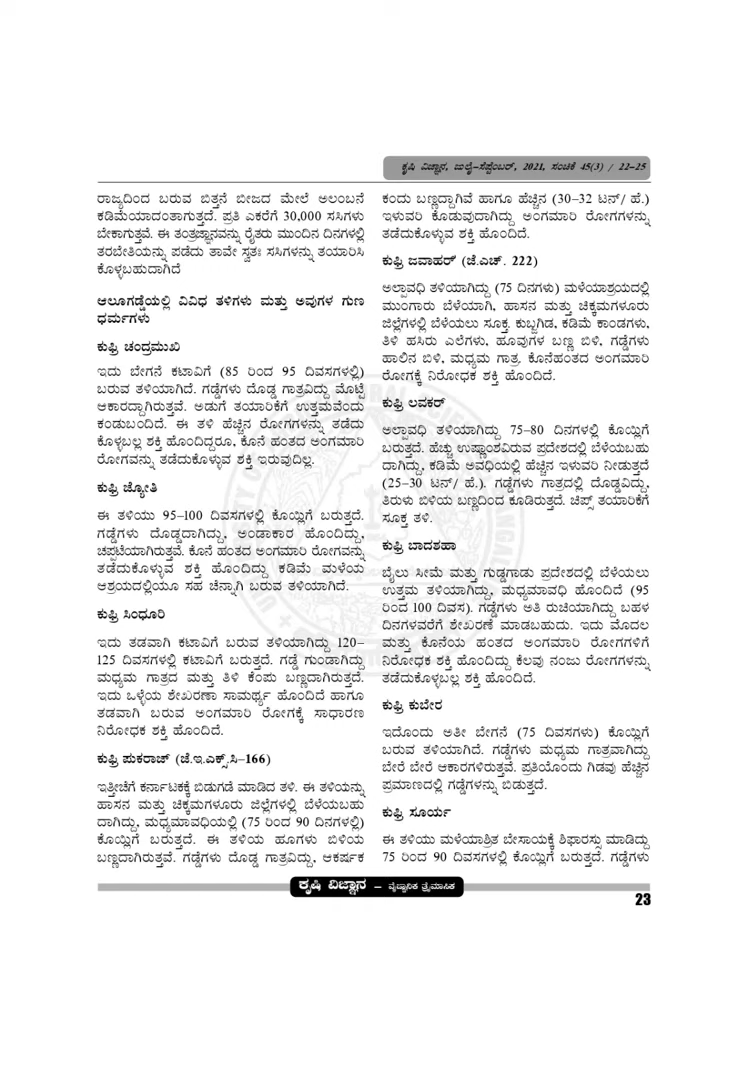 ಕೃಷಿ ವಿಜ್ಞಾನ, ಜುಲೈ–ಸೆಪ್ಟೆಂಬರ್, 2021, ಸಂಚಿಕೆ 45(3) / 22–25
ರಾಜ್ಯದಿಂದ ಬರುವ ಬಿತ್ತನೆ ಬೀಜದ ಮೇಲೆ ಅಲಂಬನೆ
ಕಡಿಮೆಯಾದಂತಾಗುತ್ತದೆ. ಪ್ರತಿ ಎಕರೆಗೆ 30,000 ಸಸಿಗಳು
ಬೇಕಾಗುತ್ತವೆ. ಈ ತಂತ್ರಜ್ಞಾನವನ್ನು ರೈತರು ಮುಂದಿನ ದಿನಗಳಲ್ಲಿ
ತರಬೇತಿಯನ್ನು ಪಡೆದು ತಾವೇ ಸ್ವತಃ ಸಸಿಗಳನ್ನು ತಯಾರಿಸಿ
ಕೊಳ್ಳಬಹುದಾಗಿದೆ
ಆಲೂಗಡ್ಡೆಯಲ್ಲಿ ವಿವಿಧ ತಳಿಗಳು ಮತ್ತು ಅವುಗಳ ಗುಣ
ಧರ್ಮಗಳು
ಕುಫ್ರಿ ಚಂದ್ರಮುಖಿ
ಇದು ಬೇಗನೆ ಕಟಾವಿಗೆ (85 ರಿಂದ 95 ದಿವಸಗಳಲ್ಲಿ)
ಬರುವ ತಳಿಯಾಗಿದೆ. ಗಡ್ಡೆಗಳು ದೊಡ್ಡ ಗಾತ್ರವಿದ್ದು ಮೊಟ್ಟೆ
ಆಕಾರದ್ದಾಗಿರುತ್ತವೆ. ಅಡುಗೆ ತಯಾರಿಕೆಗೆ ಉತ್ತಮವೆಂದು
ಕಂಡುಬಂದಿದೆ. ಈ ತಳಿ ಹೆಚ್ಚಿನ ರೋಗಗಳನ್ನು ತಡೆದು
ಕೊಳ್ಳಬಲ್ಲ ಶಕ್ತಿ ಹೊಂದಿದ್ದರೂ, ಕೊನೆ ಹಂತದ ಅಂಗಮಾರಿ
ರೋಗವನ್ನು ತಡೆದುಕೊಳ್ಳುವ ಶಕ್ತಿ ಇರುವುದಿಲ್ಲ.
ಕುಫ್ರಿ ಜ್ಯೋತಿ
ಈ ತಳಿಯು 95–100 ದಿವಸಗಳಲ್ಲಿ ಕೊಯ್ಲಿಗೆ ಬರುತ್ತದೆ.
ಗಡ್ಡೆಗಳು ದೊಡ್ಡದಾಗಿದ್ದು, ಅಂಡಾಕಾರ ಹೊಂದಿದ್ದು,
ಚಪ್ಪಟೆಯಾಗಿರುತ್ತವೆ. ಕೊನೆ ಹಂತದ ಅಂಗಮಾರಿ ರೋಗವನ್ನು
ತಡೆದುಕೊಳ್ಳುವ ಶಕ್ತಿ ಹೊಂದಿದ್ದು ಕಡಿಮೆ ಮಳೆಯ
ಆಶ್ರಯದಲ್ಲಿಯೂ ಸಹ ಚೆನ್ನಾಗಿ ಬರುವ ತಳಿಯಾಗಿದೆ.
ಕುಫ್ರಿ ಸಿಂಧೂರಿ
ಇದು ತಡವಾಗಿ ಕಟಾವಿಗೆ ಬರುವ ತಳಿಯಾಗಿದ್ದು 120–
125 ದಿವಸಗಳಲ್ಲಿ ಕಟಾವಿಗೆ ಬರುತ್ತದೆ. ಗಡ್ಡೆ ಗುಂಡಾಗಿದ್ದು
ಮಧ್ಯಮ ಗಾತ್ರದ ಮತ್ತು ತಿಳಿ ಕೆಂಪು ಬಣ್ಣದಾಗಿರುತ್ತದೆ.
ಇದು ಒಳ್ಳೆಯ ಶೇಖರಣಾ ಸಾಮರ್ಥ್ಯ ಹೊಂದಿದೆ ಹಾಗೂ
ತಡವಾಗಿ ಬರುವ ಅಂಗಮಾರಿ ರೋಗಕ್ಕೆ ಸಾಧಾರಣ
ನಿರೋಧಕ ಶಕ್ತಿ ಹೊಂದಿದೆ.
ಕುಫ್ರಿ ಪುಕರಾಜ್ (ಜೆ.ಇ.ಎಕ್ಸ್.ಸಿ–166)
ಇತ್ತೀಚೆಗೆ ಕರ್ನಾಟಕಕ್ಕೆ ಬಿಡುಗಡೆ ಮಾಡಿದ ತಳಿ. ಈ ತಳಿಯನ್ನು
ಹಾಸನ ಮತ್ತು ಚಿಕ್ಕಮಗಳೂರು ಜಿಲ್ಲೆಗಳಲ್ಲಿ ಬೆಳೆಯಬಹು
ದಾಗಿದ್ದು, ಮಧ್ಯಮಾವಧಿಯಲ್ಲಿ (75 ರಿಂದ 90 ದಿನಗಳಲ್ಲಿ)
ಕೊಯ್ಲಿಗೆ ಬರುತ್ತದೆ. ಈ ತಳಿಯ ಹೂಗಳು ಬಿಳಿಯ
ಬಣ್ಣದಾಗಿರುತ್ತವೆ. ಗಡ್ಡೆಗಳು ದೊಡ್ಡ ಗಾತ್ರವಿದ್ದು, ಆಕರ್ಷಕ
ಕಂದು ಬಣ್ಣದ್ದಾಗಿವೆ ಹಾಗೂ ಹೆಚ್ಚಿನ (30–32 ಟನ್/ ಹೆ.)
ಇಳುವರಿ ಕೊಡುವುದಾಗಿದ್ದು ಅಂಗಮಾರಿ ರೋಗಗಳನ್ನು
ತಡೆದುಕೊಳ್ಳುವ ಶಕ್ತಿ ಹೊಂದಿದೆ.
ಕುಫ್ರಿ ಜವಾಹರ್ (ಜೆ.ಎಚ್. 222)
ಅಲ್ಪಾವಧಿ ತಳಿಯಾಗಿದ್ದು (75 ದಿನಗಳು) ಮಳೆಯಾಶ್ರಯದಲ್ಲಿ
ಮುಂಗಾರು ಬೆಳೆಯಾಗಿ, ಹಾಸನ ಮತ್ತು ಚಿಕ್ಕಮಗಳೂರು
ಜಿಲ್ಲೆಗಳಲ್ಲಿ ಬೆಳೆಯಲು ಸೂಕ್ತ. ಕುಬ್ಜಗಿಡ, ಕಡಿಮೆ ಕಾಂಡಗಳು,
ತಿಳಿ ಹಸಿರು ಎಲೆಗಳು, ಹೂವುಗಳ ಬಣ್ಣ ಬಿಳಿ, ಗಡ್ಡೆಗಳು
ಹಾಲಿನ ಬಿಳಿ, ಮಧ್ಯಮ ಗಾತ್ರ. ಕೊನೆಹಂತದ ಅಂಗಮಾರಿ
ರೋಗಕ್ಕೆ ನಿರೋಧಕ ಶಕ್ತಿ ಹೊಂದಿದೆ.
ಕುಫ್ರಿ ಲವಕರ್
ಅಲ್ಪಾವಧಿ ತಳಿಯಾಗಿದ್ದು 75–80 ದಿನಗಳಲ್ಲಿ ಕೊಯ್ಲಿಗೆ
ಬರುತ್ತದೆ. ಹೆಚ್ಚು ಉಷ್ಣಾಂಶವಿರುವ ಪ್ರದೇಶದಲ್ಲಿ ಬೆಳೆಯಬಹು
ದಾಗಿದ್ದು, ಕಡಿಮೆ ಅವಧಿಯಲ್ಲಿ ಹೆಚ್ಚಿನ ಇಳುವರಿ ನೀಡುತ್ತದೆ
(25–30 ಟನ್/ ಹೆ.). ಗಡ್ಡೆಗಳು ಗಾತ್ರದಲ್ಲಿ ದೊಡ್ಡವಿದ್ದು,
ತಿರುಳು ಬಿಳಿಯ ಬಣ್ಣದಿಂದ ಕೂಡಿರುತ್ತದೆ. ಚಿಪ್ಸ್ ತಯಾರಿಕೆಗೆ
ಸೂಕ್ತ ತಳಿ.
ಕುಫ್ರಿ ಬಾದಶಹಾ
ಬೈಲು ಸೀಮೆ ಮತ್ತು ಗುಡ್ಡಗಾಡು ಪ್ರದೇಶದಲ್ಲಿ ಬೆಳೆಯಲು
ಉತ್ತಮ ತಳಿಯಾಗಿದ್ದು, ಮಧ್ಯಮಾವಧಿ ಹೊಂದಿದೆ (95
ರಿಂದ 100 ದಿವಸ). ಗಡ್ಡೆಗಳು ಅತಿ ರುಚಿಯಾಗಿದ್ದು ಬಹಳ
ದಿನಗಳವರೆಗೆ ಶೇಖರಣೆ ಮಾಡಬಹುದು. ಇದು ಮೊದಲ
ಮತ್ತು ಕೊನೆಯ ಹಂತದ ಅಂಗಮಾರಿ ರೋಗಗಳಿಗೆ
ನಿರೋಧಕ ಶಕ್ತಿ ಹೊಂದಿದ್ದು ಕೆಲವು ನಂಜು ರೋಗಗಳನ್ನು
ತಡೆದುಕೊಳ್ಳಬಲ್ಲ ಶಕ್ತಿ ಹೊಂದಿದೆ.
ಕುಫ್ರಿ ಕುಬೇರ
ಇದೊಂದು ಅತೀ ಬೇಗನೆ (75 ದಿವಸಗಳು) ಕೊಯ್ಲಿಗೆ
ಬರುವ ತಳಿಯಾಗಿದೆ. ಗಡ್ಡೆಗಳು ಮಧ್ಯಮ ಗಾತ್ರವಾಗಿದ್ದು
ಬೇರೆ ಬೇರೆ ಆಕಾರಗಳಿರುತ್ತವೆ. ಪ್ರತಿಯೊಂದು ಗಿಡವು ಹೆಚ್ಚಿನ
ಪ್ರಮಾಣದಲ್ಲಿ ಗಡ್ಡೆಗಳನ್ನು ಬಿಡುತ್ತದೆ.
ಕುಫ್ರಿ ಸೂರ್ಯ
ಈ ತಳಿಯು ಮಳೆಯಾಶ್ರಿತ ಬೇಸಾಯಕ್ಕೆ ಶಿಫಾರಸ್ಸು ಮಾಡಿದ್ದು
75 ರಿಂದ 90 ದಿವಸಗಳಲ್ಲಿ ಕೊಯ್ಲಿಗೆ ಬರುತ್ತದೆ. ಗಡ್ಡೆಗಳು
ಕೃಷಿ ವಿಜ್ಞಾನ – ವೈಜ್ಞಾನಿಕ ತ್ರೈಮಾಸಿಕ
23